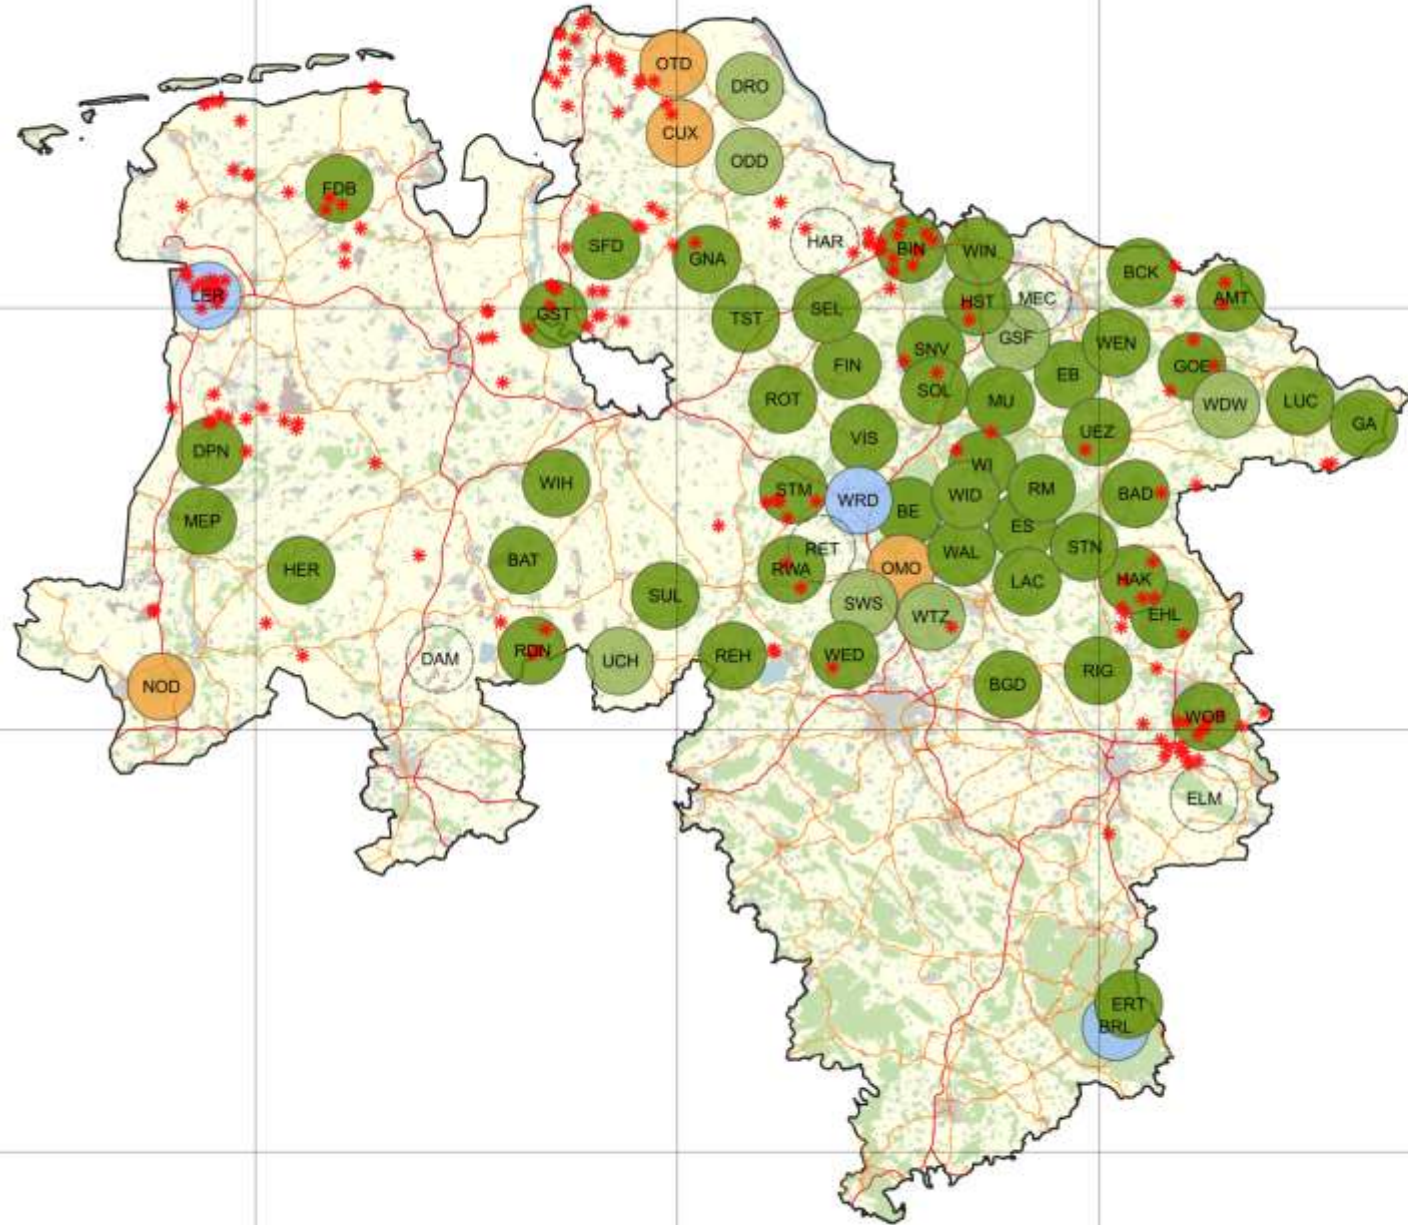 OTD
DRO
CUX
ODD
FDB
HAR
SFD
BIN
WIN
GNA
BCK
LER
MEC
AMT
HST
SEL
GST
TST
GSF
WEN
SNV
FIN
GOE
EB
SOL
ROT
MU
LUC
WDW
GA
UEZ
VIS
DPN
WI
WIH
STM
RM
BAD
WID
WRD
BE
MEP
ES
RET
STN
WAL
BAT
HER
RWA
OMO
HAK
LAC
SUL
SWS
EHL
WTZ
RDN
REH
WED
DAM
UCH
RIG
BGD
NOD
WOB
ELM
ERT
BRL